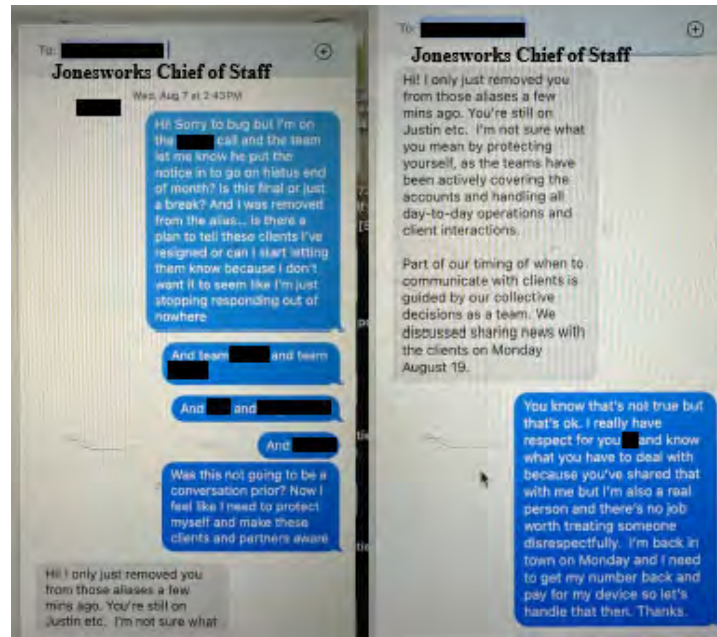 To:
Jonesworks Chief of Staff
Wed, Aug 7 at 2:43 PM
Hi! Sorry to bug but I'm on
the call and the team
let me know he put the
notice in to go on hiatus end
of month? Is this final or just
a break? And I was removed
from the alias... is there a
plan to tell these clients I've
resigned or can I start letting
them know because I don't
want it to seem like I'm just
stopping responding out of
nowhere
And team and team
And and
And
Was this not going to be a
conversation prior? Now I
feel like I need to protect
myself and make these
clients and partners aware
Hi! I only just removed you
from those aliases a few
mins ago. You're still on
Justin etc. I'm not sure what
To:
Jonesworks Chief of Staff
Hi! I only just removed you
from those aliases a few
mins ago. You're still on
Justin etc. I'm not sure what
you mean by protecting
yourself, as the teams have
been actively covering the
accounts and handling all
day-to-day operations and
client interactions.
Part of our timing of when to
communicate with clients is
guided by our collective
decisions as a team. We
discussed sharing news with
the clients on Monday
August 19.
You know that's not true but
that's ok. I really have
respect for you and know
what you have to deal with
because you've shared that
with me but I'm also a real
person and there's no job
worth treating someone
disrespectfully. I'm back in
town on Monday and I need
to get my number back and
pay for my device so let's
handle that then. Thanks.